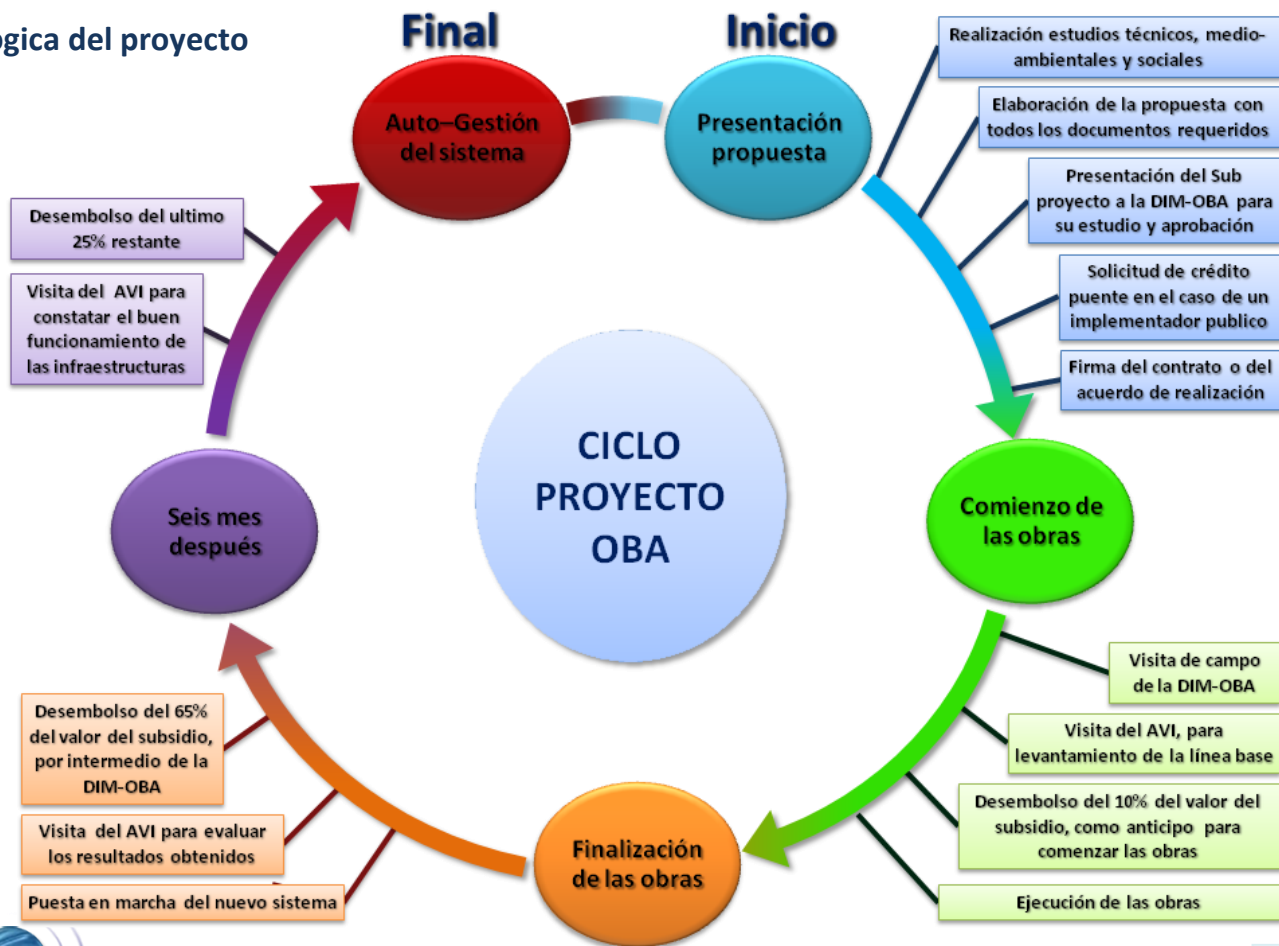 ógica del proyecto
Final
Inicio
Auto–Gestión
del sistema
Presentación
propuesta
Realización estudios técnicos, medio-
ambientales y sociales
Elaboración de la propuesta con
todos los documentos requeridos
Presentación del Sub
proyecto a la DIM-OBA para
su estudio y aprobación
Solicitud de crédito
puente en el caso de un
implementador publico
Firma del contrato o del
acuerdo de realización
Comienzo de
las obras
Visita de campo
de la DIM-OBA
Visita del AVI, para
levantamiento de la línea base
Desembolso del 10% del valor del
subsidio, como anticipo para
comenzar las obras
Ejecución de las obras
Finalización
de las obras
Puesta en marcha del nuevo sistema
Visita del AVI para evaluar
los resultados obtenidos
Desembolso del 65%
del valor del subsidio,
por intermedio de la
DIM-OBA
Seis mes
después
Visita del AVI para
constatar el buen
funcionamiento de
las infraestructuras
Desembolso del ultimo
25% restante
CICLO
PROYECTO
OBA